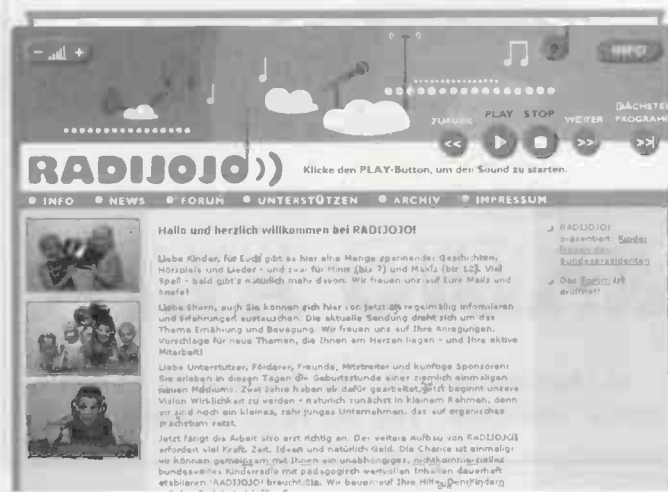 INFO
NÄCHSTES
ZURÜCK PLAY STOP WEITER PROGRAMM
<< >> >>|
RADIJOJO)) Klicke den PLAY-Button, um den Sound zu starten.
INFO NEWS FORUM UNTERSTÜTZEN ARCHIV IMPRESSUM
Hallo und herzlich willkommen bei RADIJOJO!
Liebe Kinder, für Euch gibt es hier eine Menge spannender Geschichten,
Hörspiele und Lieder - und zwar für Minis (bis 7) und Maxis (bis 12). Viel
Spaß - bald gibt's natürlich mehr davon. Wir freuen uns auf Eure Mails und
Briefe!
Liebe Eltern, auch Sie können sich hier von jetzt an regelmäßig informieren
und Erfahrungen austauschen. Die aktuelle Sendung dreht sich um das
Thema Ernährung und Bewegung. Wir freuen uns auf Ihre Anregungen,
Vorschläge für neue Themen, die Ihnen am Herzen liegen - und Ihre aktive
Mitarbeit!
Liebe Unterstützer, Förderer, Freunde, Mitstreiter und künftige Sponsoren:
Sie erleben in diesen Tagen die Geburtsstunde einer ziemlich einmaligen
neuen Mediums. Zwei Jahre haben wir dafür gearbeitet, jetzt beginnt unsere
Vision Wirklichkeit zu werden - natürlich zunächst in kleinem Rahmen, denn
wir sind noch ein kleines, sehr junges Unternehmen, das auf organisches
Wachstum setzt.
Jetzt fängt die Arbeit also erst richtig an. Der weitere Aufbau von RADIJOJO!
erfordert viel Kraft, Zeit, Ideen und natürlich Geld. Die Chance ist einmalig:
wir können gemeinsam mit Ihnen ein unabhängiges, nichtkommerzielles
bundesweites Kinderradio mit pädagogisch wertvollen Inhalten dauerhaft
etablieren. RADIJOJO! braucht Sie. Wir bauen auf Ihre Hilfe. Den Kindern
RADIJOJO!
präsentiert: Kinder
fragen den
Bundespräsidenten
Das Forum ist
eröffnet!